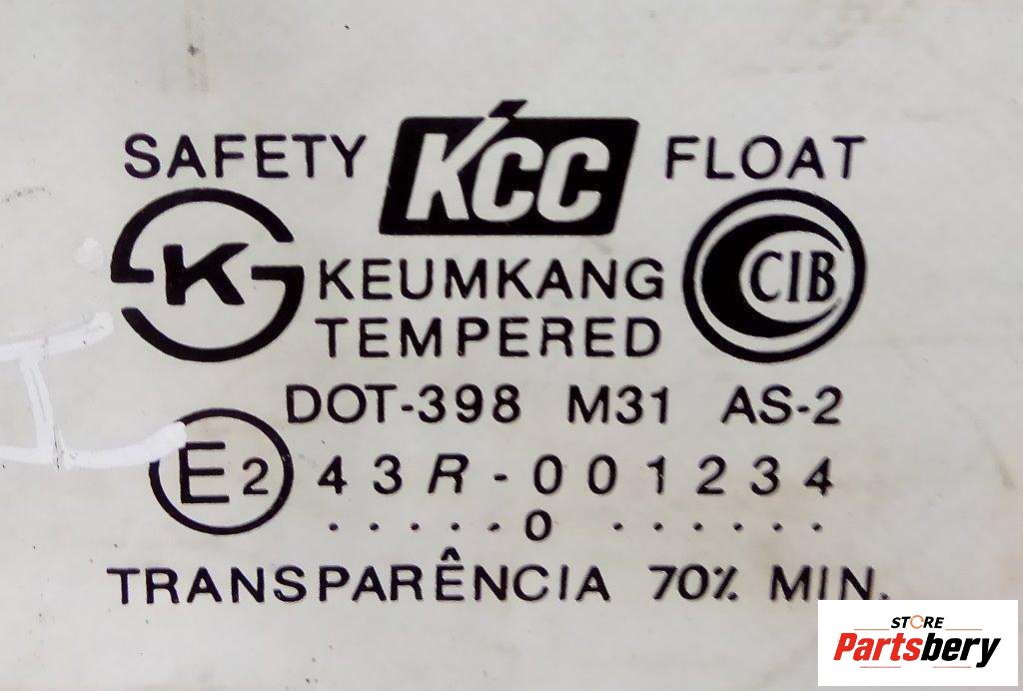 SAFETY KCC FLOAT
K KEUMKANG CIB
TEMPERED
DOT-398 M31 AS-2
E2 43R-001234
.....0 ......
TRANSPARÊNCIA 70% MIN.
STORE
Partsbery